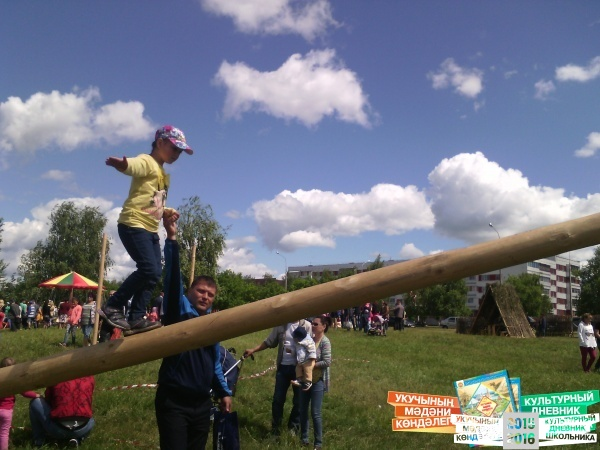 УКУЧЫНЫҢ
МӘДӘНИ
КӨНДӘЛЕГЕ
КУЛЬТУРНЫЙ
ДНЕВНИК
ШКОЛЬНИКА
2015
2016